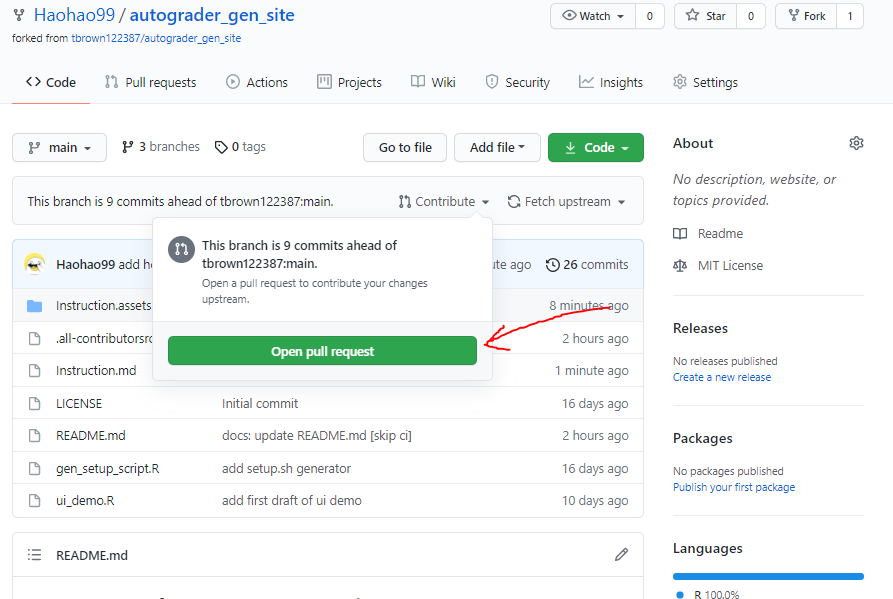 Haohao99 / autograder_gen_site
Watch 0 Star 0 Fork 1
forked from tbrown122387/autograder_gen_site
Code Pull requests Actions Projects Wiki Security Insights Settings
main 3 branches 0 tags Go to file Add file Code
This branch is 9 commits ahead of tbrown122387:main. Contribute Fetch upstream
This branch is 9 commits ahead of
tbrown122387:main.
Open a pull request to contribute your changes
upstream.
Open pull request
Haohao99 add ago 26 commits
Instruction.assets 8 minutes ago
.all-contributorsrc 2 hours ago
Instruction.md 1 minute ago
LICENSE Initial commit 16 days ago
README.md docs: update README.md [skip ci] 2 hours ago
gen_setup_script.R add setup.sh generator 16 days ago
ui_demo.R add first draft of ui demo 10 days ago
README.md
About
No description, website, or
topics provided.
Readme
MIT License
Releases
No releases published
Create a new release
Packages
No packages published
Publish your first package
Languages
R 100.0%